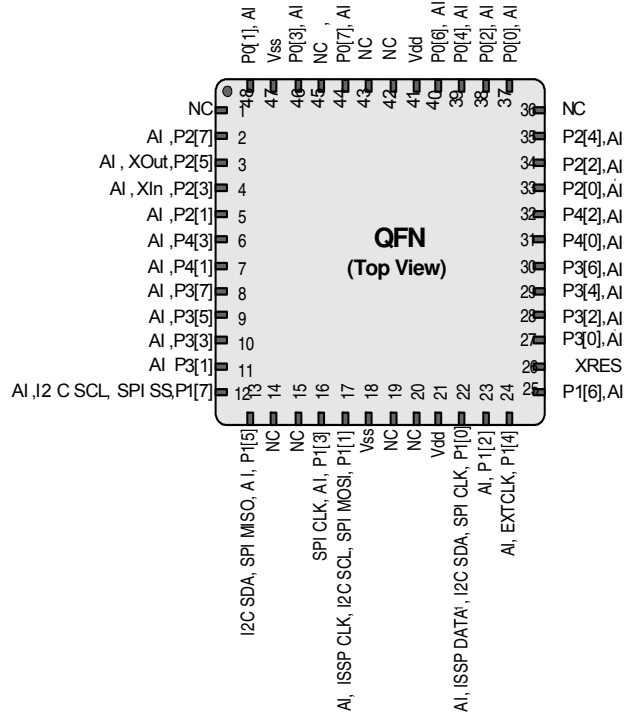 P0[1], AI
Vss
P0[3], AI
NC ,
P0[7], AI
NC
NC
Vdd
P0[6], AI
P0[4], AI
P0[2], AI
P0[0], AI
48
47
46
45
44
43
42
41
40
39
38
37
NC 1
AI ,P2[7] 2
AI , XOut,P2[5] 3
AI , XIn ,P2[3] 4
AI ,P2[1] 5
AI ,P4[3] 6
AI ,P4[1] 7
AI ,P3[7] 8
AI ,P3[5] 9
AI ,P3[3] 10
AI P3[1] 11
AI ,I2 C SCL, SPI SS,P1[7] 12
QFN
(Top View)
36 NC
35 P2[4],AI
34 P2[2],AI
33 P2[0],AI
32 P4[2],AI
31 P4[0],AI
30 P3[6],AI
29 P3[4],AI
28 P3[2],AI
27 P3[0],AI
26 XRES
25 P1[6],AI
13
14
15
16
17
18
19
20
21
22
23
24
I2C SDA, SPI MISO, AI, P1[5]
NC
NC
SPI CLK, AI, P1[3]
AI, ISSP CLK, I2C SCL, SPI MOSI, P1[1]
Vss
NC
NC
Vdd
AI, ISSP DATA¹, I2C SDA, SPI CLK, P1[0]
AI, P1[2]
AI, EXTCLK, P1[4]